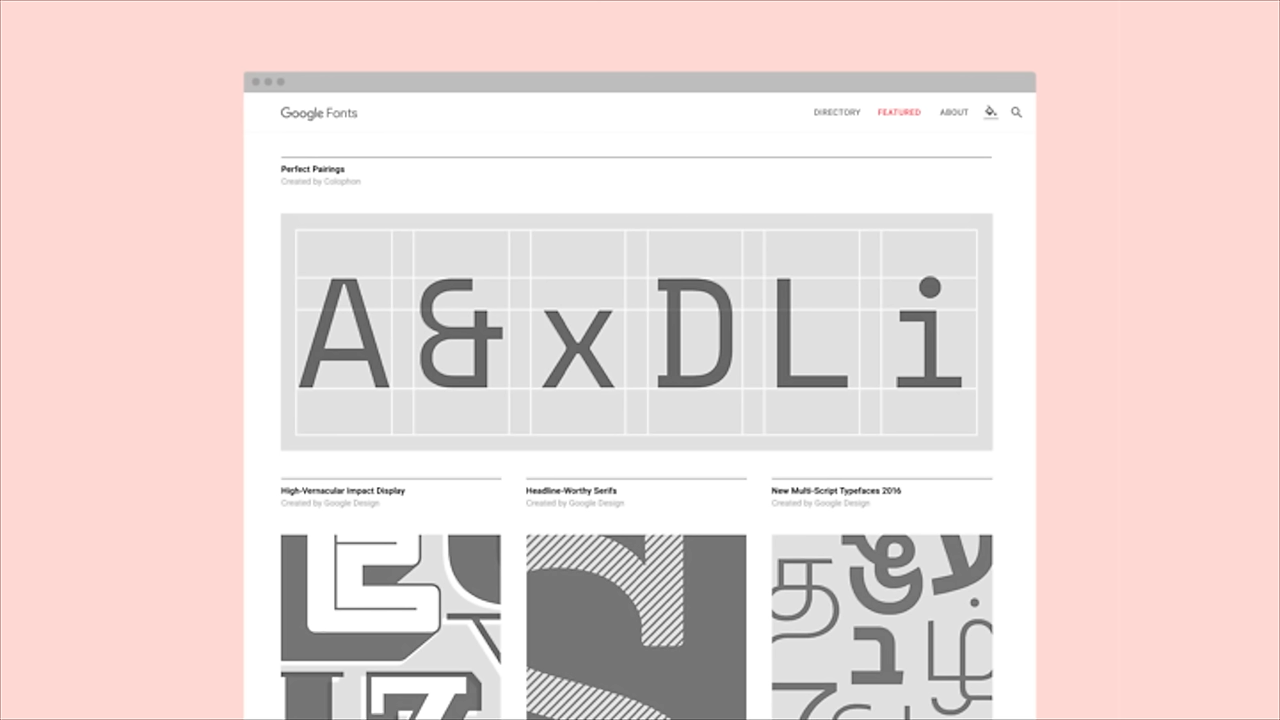 Google Fonts
DIRECTORY FEATURED ABOUT
Perfect Pairings
Created by Colophon
A&xDLi
High-Vernacular Impact Display
Created by Google Design
Headline-Worthy Serifs
Created by Google Design
New Multi-Script Typefaces 2016
Created by Google Design